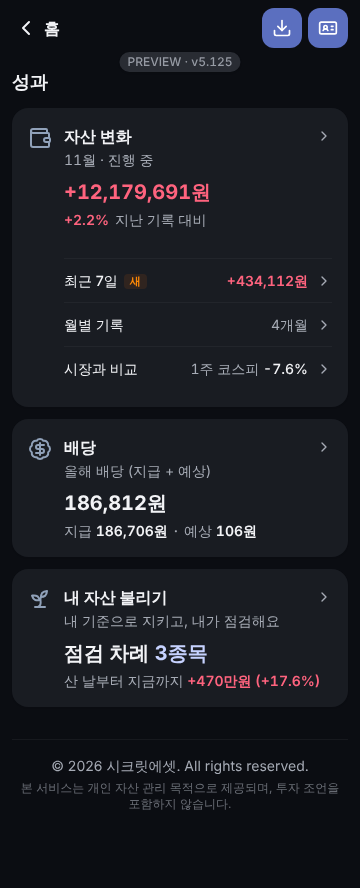 홈
PREVIEW · v5.125
성과
자산 변화
11월 · 진행 중
+12,179,691원
+2.2% 지난 기록 대비
최근 7일 새 +434,112원
월별 기록 4개월
시장과 비교 1주 코스피 -7.6%
배당
올해 배당 (지급 + 예상)
186,812원
지급 186,706원 · 예상 106원
내 자산 불리기
내 기준으로 지키고, 내가 점검해요
점검 차례 3종목
산 날부터 지금까지 +470만원 (+17.6%)
© 2026 시크릿에셋. All rights reserved.
본 서비스는 개인 자산 관리 목적으로 제공되며, 투자 조언을
포함하지 않습니다.